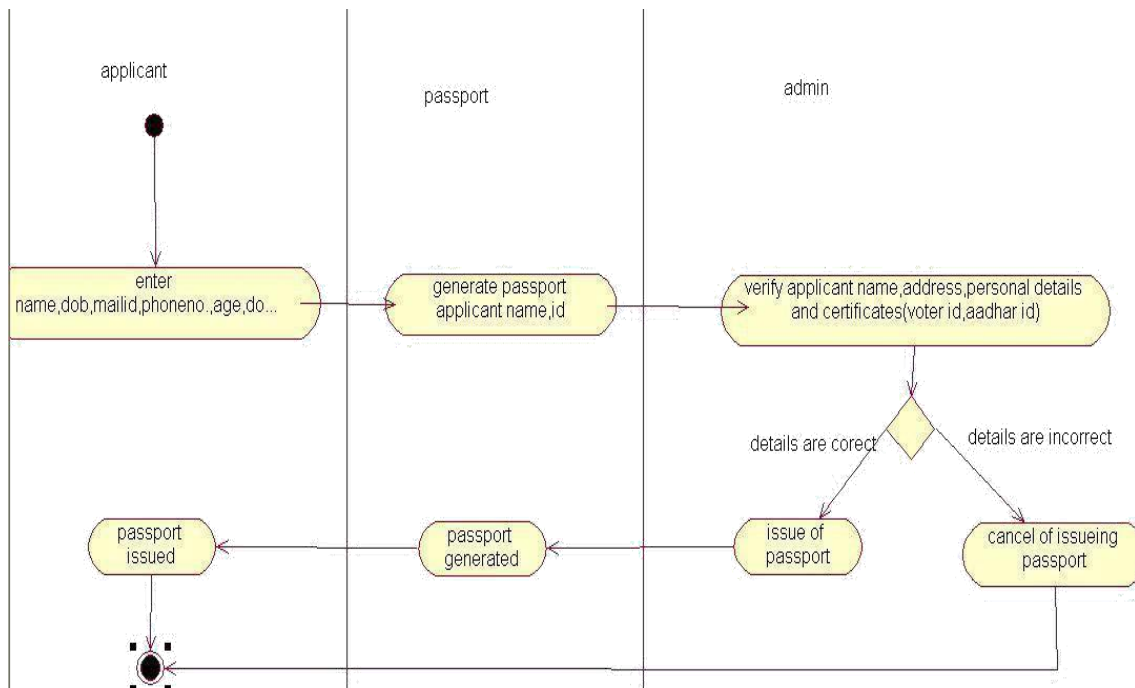 applicant
passport
admin
enter
name,dob,mailid,phoneno.,age,do...
generate passport
applicant name,id
verify applicant name,address,personal details
and certificates(voter id,aadhar id)
details are corect
details are incorrect
passport
issued
passport
generated
issue of
passport
cancel of issueing
passport